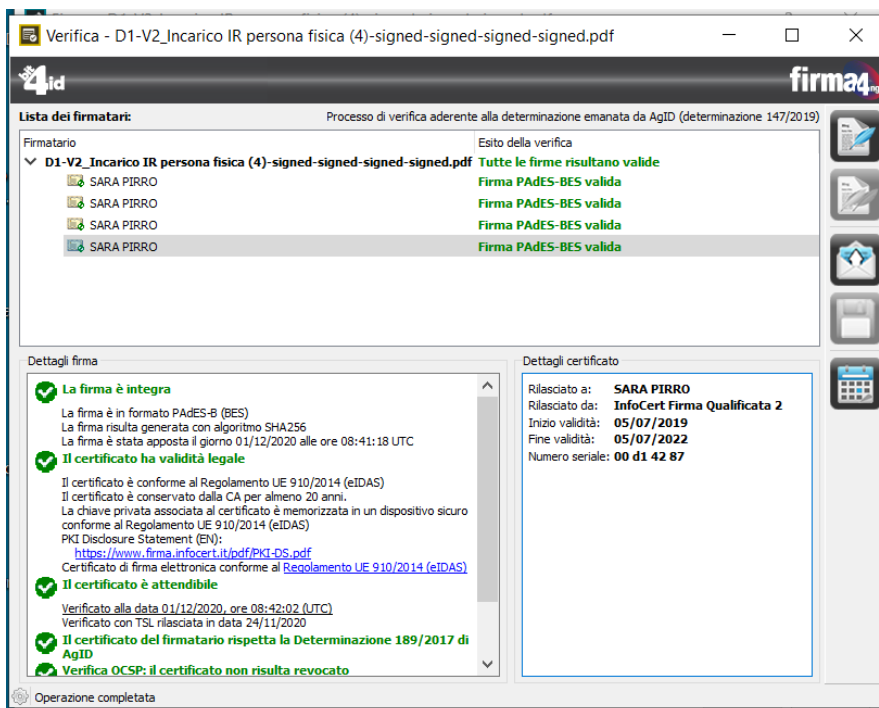 Verifica - D1-V2_Incarico IR persona fisica (4)-signed-signed-signed-signed.pdf
4id
firma4ng
Lista dei firmatari:
Processo di verifica aderente alla determinazione emanata da AgID (determinazione 147/2019)
Firmatario
Esito della verifica
D1-V2_Incarico IR persona fisica (4)-signed-signed-signed-signed.pdf Tutte le firme risultano valide
SARA PIRRO Firma PAdES-BES valida
SARA PIRRO Firma PAdES-BES valida
SARA PIRRO Firma PAdES-BES valida
SARA PIRRO Firma PAdES-BES valida
Dettagli firma
La firma è integra
La firma è in formato PAdES-B (BES)
La firma risulta generata con algoritmo SHA256
La firma è stata apposta il giorno 01/12/2020 alle ore 08:41:18 UTC
Il certificato ha validità legale
Il certificato è conforme al Regolamento UE 910/2014 (eIDAS)
Il certificato è conservato dalla CA per almeno 20 anni.
La chiave privata associata al certificato è memorizzata in un dispositivo sicuro
conforme al Regolamento UE 910/2014 (eIDAS)
PKI Disclosure Statement (EN):
https://www.firma.infocert.it/pdf/PKI-DS.pdf
Certificato di firma elettronica conforme al Regolamento UE 910/2014 (eIDAS)
Il certificato è attendibile
Verificato alla data 01/12/2020, ore 08:42:02 (UTC)
Verificato con TSL rilasciata in data 24/11/2020
Il certificato del firmatario rispetta la Determinazione 189/2017 di
AgID
Verifica OCSP: il certificato non risulta revocato
Dettagli certificato
Rilasciato a: SARA PIRRO
Rilasciato da: InfoCert Firma Qualificata 2
Inizio validità: 05/07/2019
Fine validità: 05/07/2022
Numero seriale: 00 d1 42 87
Operazione completata